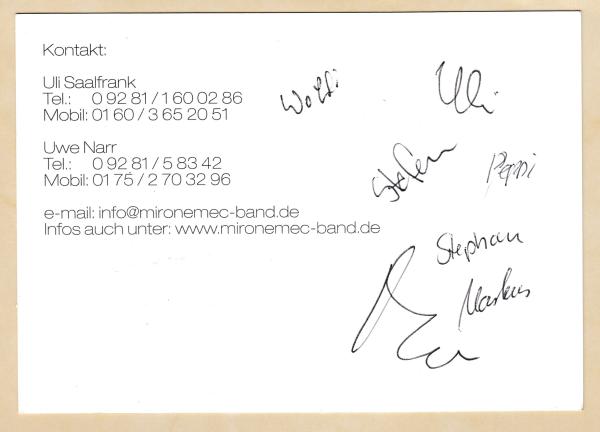 Kontakt:
Uli Saalfrank
Tel.: 0 92 81 / 1 60 02 86
Mobil: 01 60 / 3 65 20 51
Uwe Narr
Tel.: 0 92 81 / 5 83 42
Mobil: 01 75 / 2 70 32 96
e-mail: info@mironemec-band.de
Infos auch unter: www.mironemec-band.de
Wolfi
Uli
Stefan
Peppi
Stephan
Markus